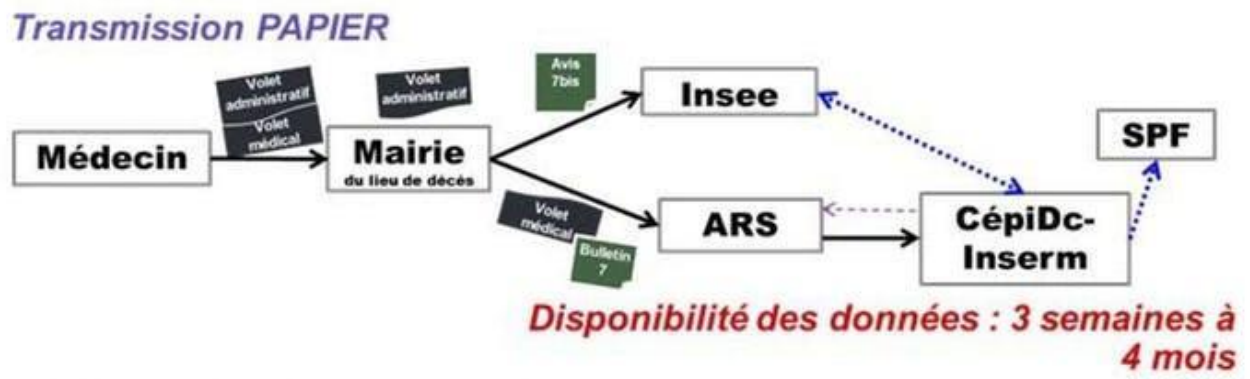 Transmission PAPIER
Volet
administratif
Volet
médical
Volet
administratif
Avis
7bis
Médecin
Mairie
du lieu de décès
Insee
SPF
Volet
médical
Bulletin
7
ARS
CépiDc-
Inserm
Disponibilité des données : 3 semaines à
4 mois